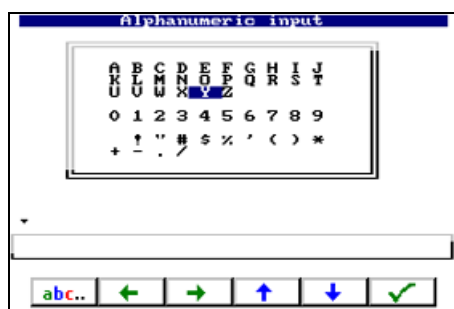 Alphanumeric input
A B C D E F G H I J
K L M N O P Q R S T
U V W X Y Z
0 1 2 3 4 5 6 7 8 9
! " # $ % ' ( ) *
+ - . /
abc..